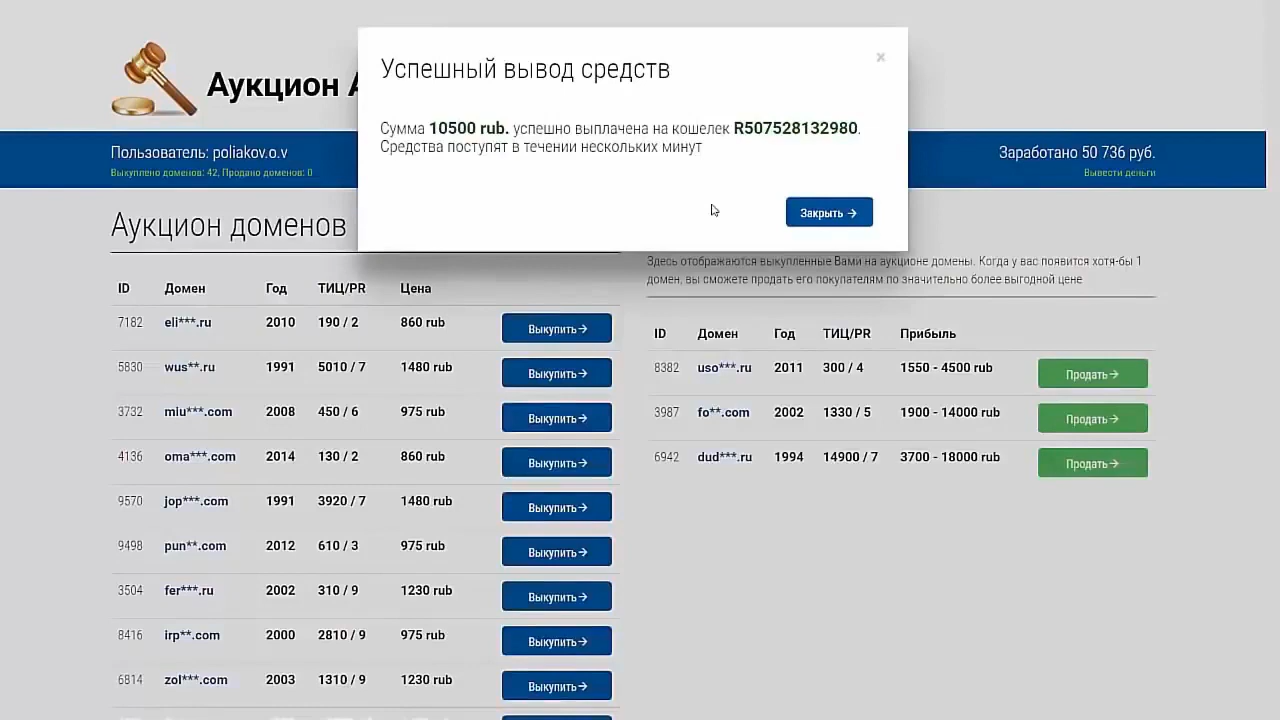 Успешный вывод средств
×
Сумма 10500 rub. успешно выплачена на кошелек R507528132980.
Средства поступят в течении нескольких минут
Закрыть →
Аукцион
Пользователь: poliakov.o.v
Выкуплено доменов: 42, Продано доменов: 0
Заработано 50 736 руб.
Вывести деньги
Аукцион доменов
ID Домен Год ТИЦ/PR Цена
7182 eli***.ru 2010 190 / 2 860 rub Выкупить→
5830 wus**.ru 1991 5010 / 7 1480 rub Выкупить→
3732 miu***.com 2008 450 / 6 975 rub Выкупить→
4136 oma***.com 2014 130 / 2 860 rub Выкупить→
9570 jop***.com 1991 3920 / 7 1480 rub Выкупить→
9498 pun**.com 2012 610 / 3 975 rub Выкупить→
3504 fer***.ru 2002 310 / 9 1230 rub Выкупить→
8416 irp**.com 2000 2810 / 9 975 rub Выкупить→
6814 zol***.com 2003 1310 / 9 1230 rub Выкупить→
Здесь отображаются выкупленные Вами на аукционе домены. Когда у вас появится хотя-бы 1
домен, вы сможете продать его покупателям по значительно более выгодной цене
ID Домен Год ТИЦ/PR Прибыль
8382 uso***.ru 2011 300 / 4 1550 - 4500 rub Продать→
3987 fo**.com 2002 1330 / 5 1900 - 14000 rub Продать→
6942 dud***.ru 1994 14900 / 7 3700 - 18000 rub Продать→